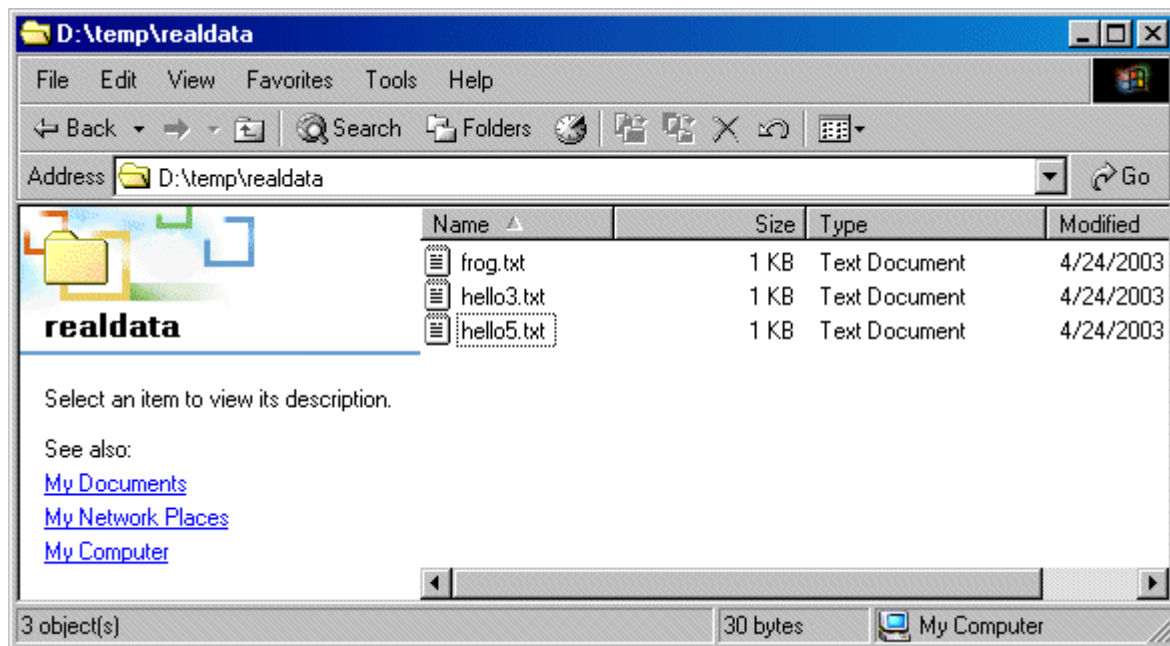 D:\temp\realdata
File Edit View Favorites Tools Help
Back Search Folders
Address D:\temp\realdata Go
Name Size Type Modified
frog.txt 1 KB Text Document 4/24/2003
hello3.txt 1 KB Text Document 4/24/2003
hello5.txt 1 KB Text Document 4/24/2003
realdata
Select an item to view its description.
See also:
My Documents
My Network Places
My Computer
3 object(s) 30 bytes My Computer